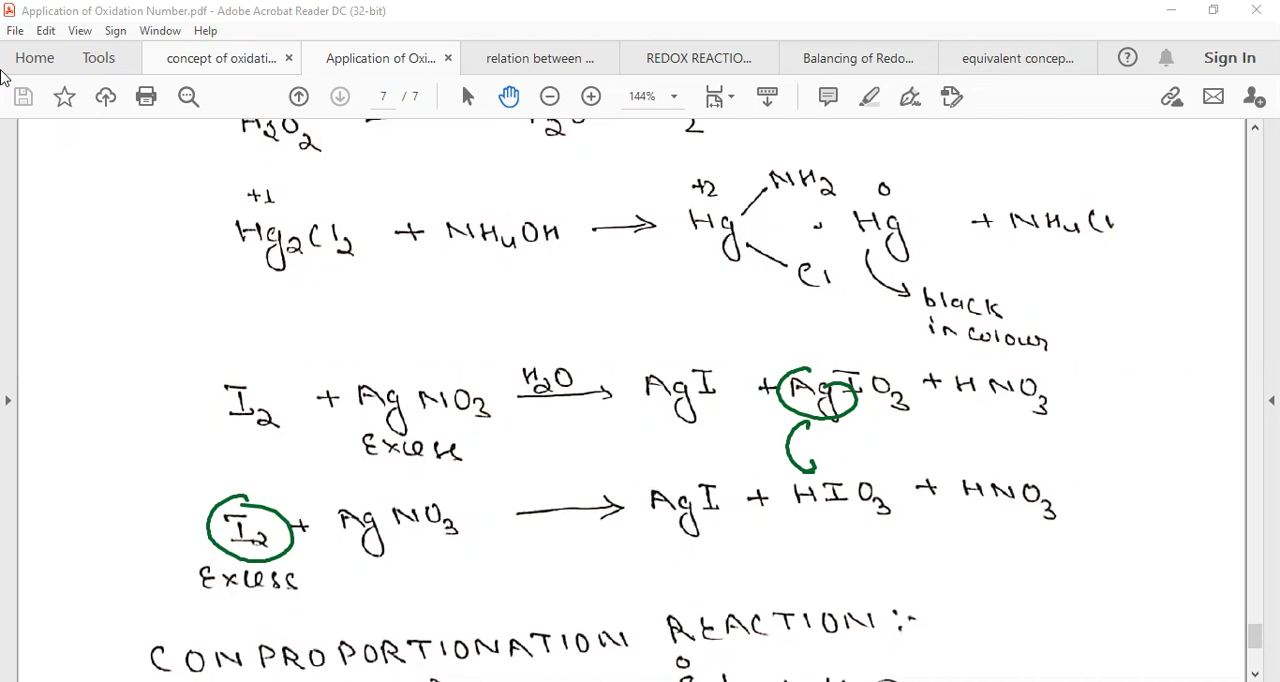 Application of Oxidation Number.pdf - Adobe Acrobat Reader DC (32-bit)
File Edit View Sign Window Help
Home Tools concept of oxidati... × Application of Oxi... × relation between ... REDOX REACTIO... Balancing of Redo... equivalent concep... Sign In
7 / 7 144%
H2O2
+1 +2 0
Hg2Cl2 + NH4OH → Hg NH2 Cl . Hg + NH4Cl
black
in colour
I2 + AgNO3 H2O → AgI + AgIO3 + HNO3
Excess
I2 + AgNO3 → AgI + HIO3 + HNO3
Excess
CONPROPORTIONATION REACTION :-
0